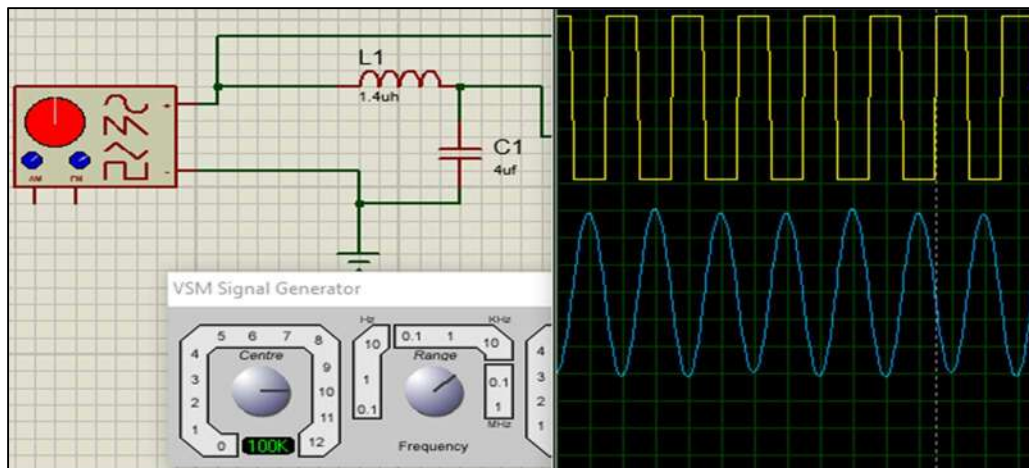 L1
1.4uh
+
C1
4uf
-
AM
FM
VSM Signal Generator
Hz
KHz
5 6 7 8
0.1 1
10
10
4
Centre
Range
9
4
3
1
0.1
3
10
2
0.1
1
2
11
MHz
1
0
100K
12
Frequency
1